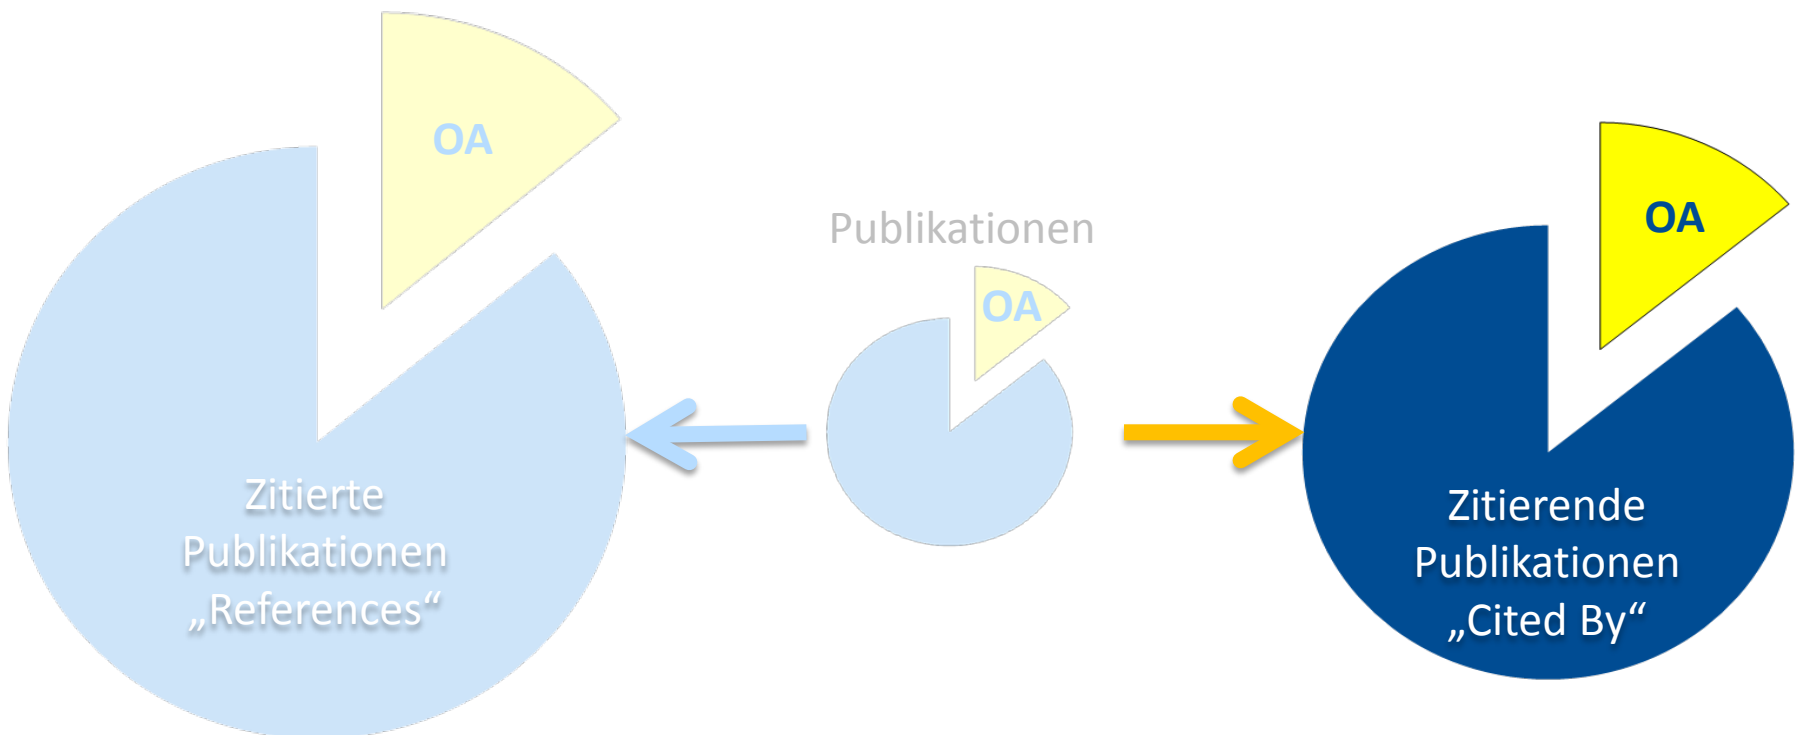 OA
Zitierte
Publikationen
„References“
Publikationen
OA
OA
Zitierende
Publikationen
„Cited By“